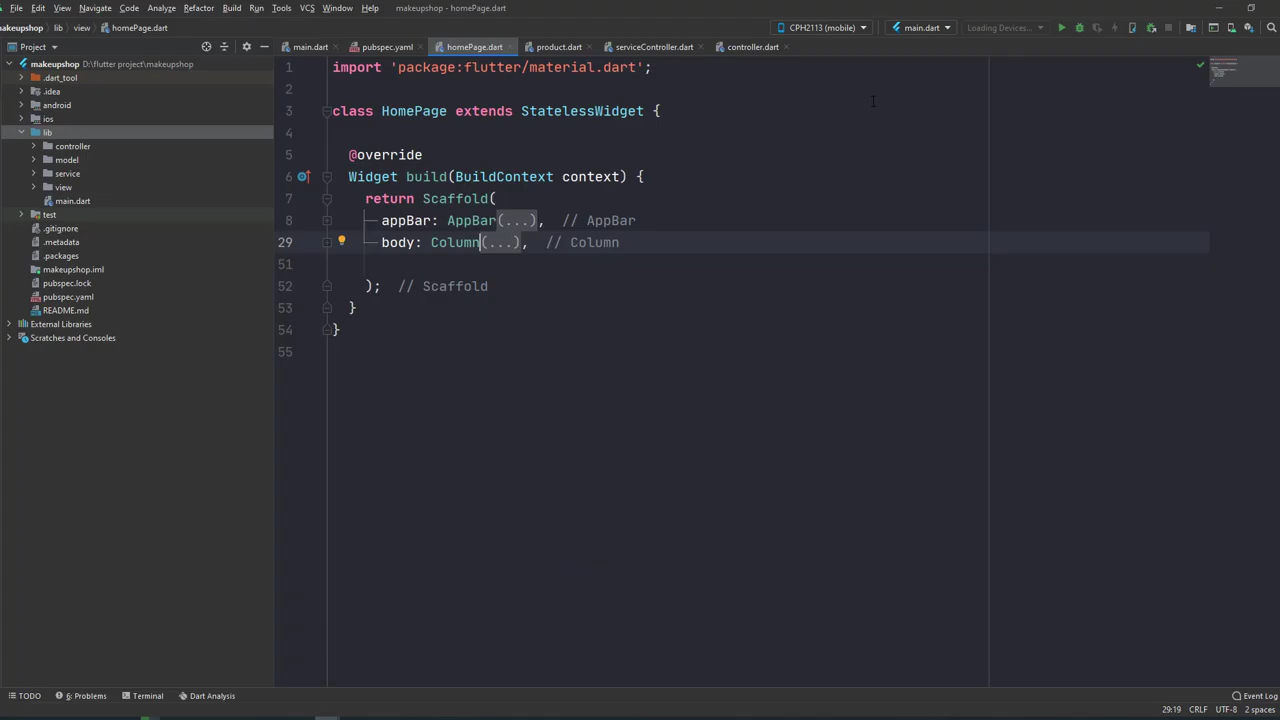 File Edit View Navigate Code Analyze Refactor Build Run Tools VCS Window Help makeupshop - homePage.dart
makeupshop lib view homePage.dart CPH2113 (mobile) main.dart Loading Devices...
Project main.dart pubspec.yaml homePage.dart product.dart serviceController.dart controller.dart
makeupshop D:\flutter project\makeupshop
.dart_tool
.idea
android
ios
lib
controller
model
service
view
main.dart
test
.gitignore
.metadata
.packages
makeupshop.iml
pubspec.lock
pubspec.yaml
README.md
External Libraries
Scratches and Consoles
1 import 'package:flutter/material.dart';
2
3 class HomePage extends StatelessWidget {
4
5 @override
6 Widget build(BuildContext context) {
7 return Scaffold(
8 appBar: AppBar(...), // AppBar
29 body: Column(...), // Column
51
52 ); // Scaffold
53 }
54 }
55
TODO 6: Problems Terminal Dart Analysis Event Log
29:19 CRLF UTF-8 2 spaces